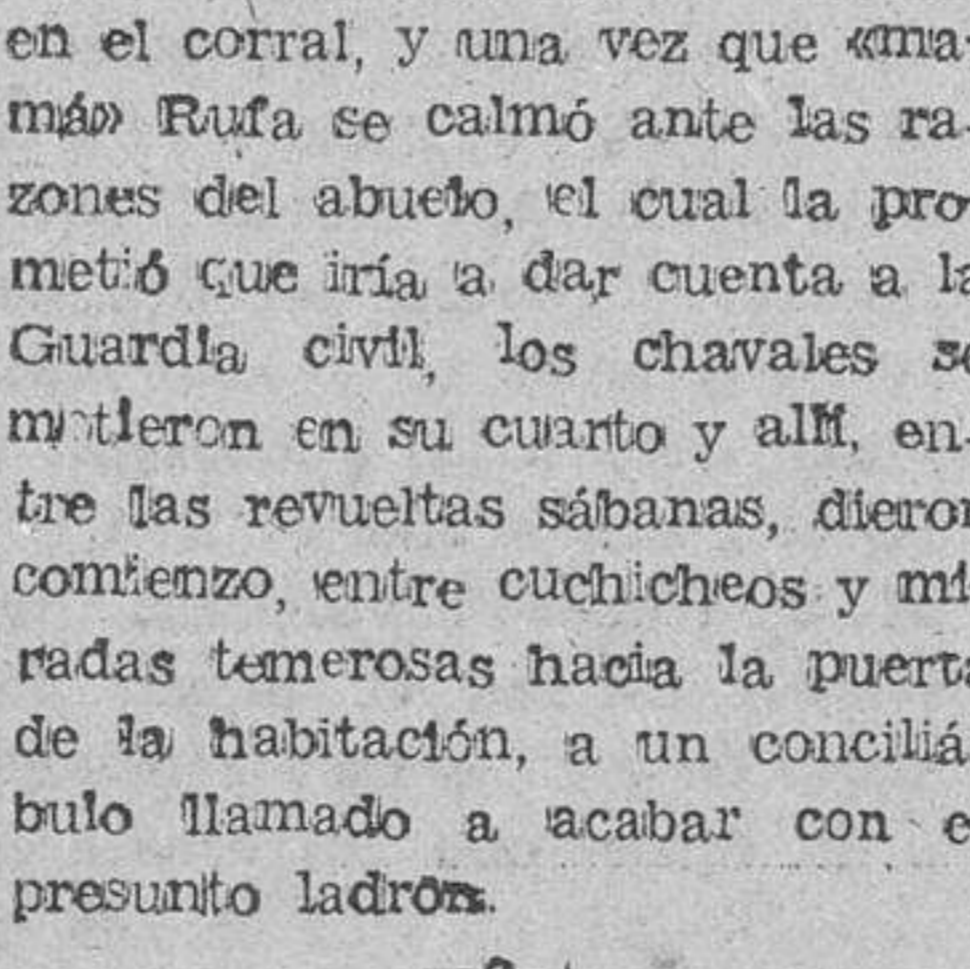 en el corral, y una vez que «ma-
má» Rufa se calmó ante las ra-
zones del abuelo, el cual la pro-
metió que iría a dar cuenta a la
Guardia civil, los chavales se
metieron en su cuarto y allí, en-
tre las revueltas sábanas, dieron
comienzo, entre cuchicheos y mi-
radas temerosas hacia la puerta
de la habitación, a un conciliá-
bulo llamado a acabar con el
presunto ladrón.